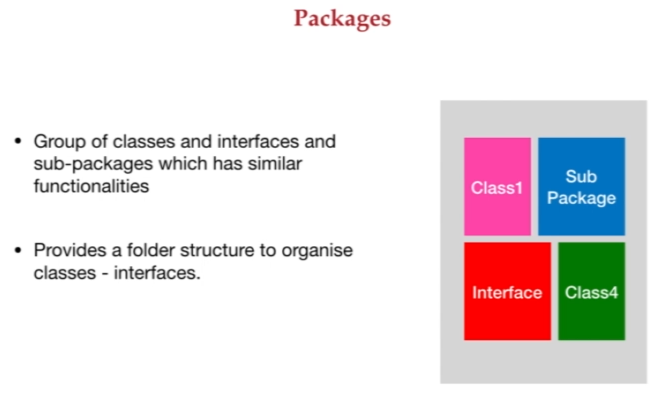 Packages
• Group of classes and interfaces and
sub-packages which has similar
functionalities
• Provides a folder structure to organise
classes - interfaces.
Class1
Sub
Package
Interface
Class4